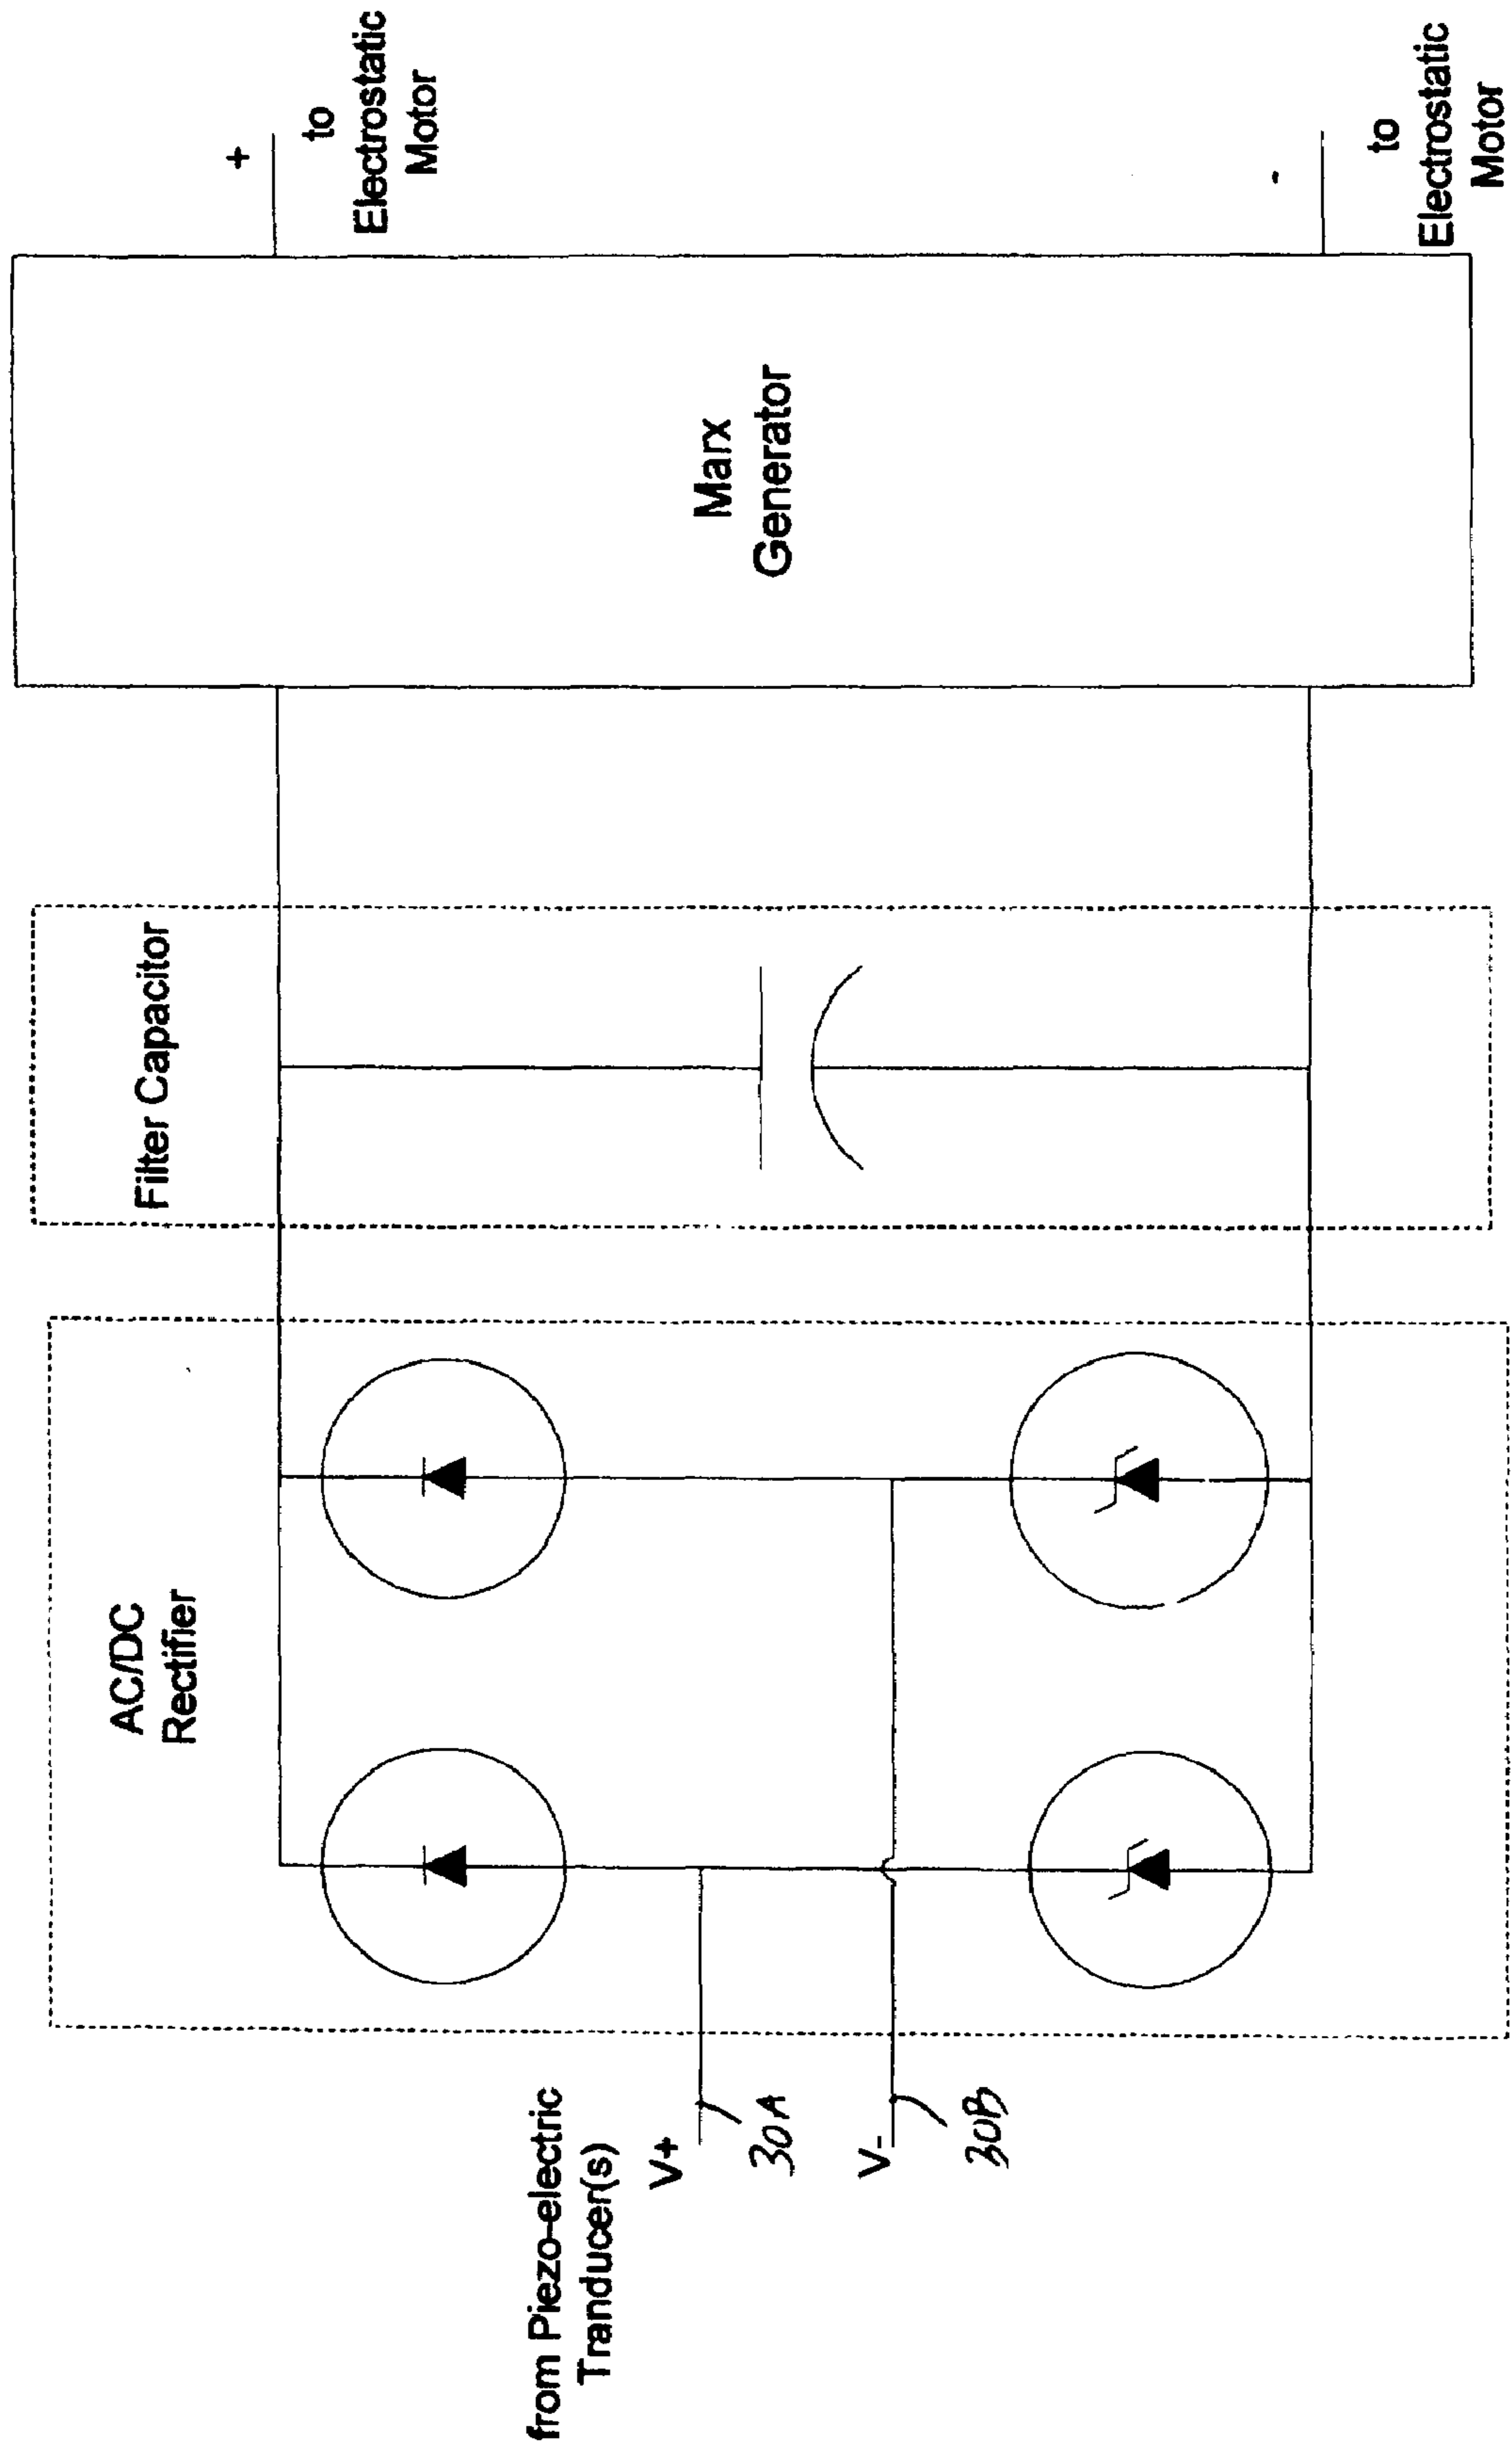 from Piezo-electric
Tranducer(s)
V+
30A
V-
30B
AC/DC
Rectifier
Filter Capacitor
Marx
Generator
+
to
Electrostatic
Motor
-
to
Electrostatic
Motor